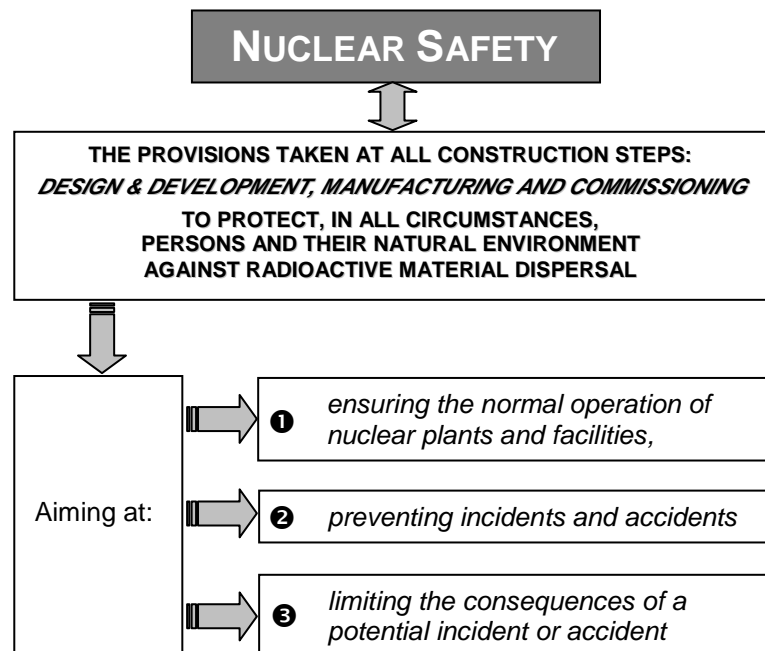 NUCLEAR SAFETY
THE PROVISIONS TAKEN AT ALL CONSTRUCTION STEPS:
DESIGN & DEVELOPMENT, MANUFACTURING AND COMMISSIONING
TO PROTECT, IN ALL CIRCUMSTANCES,
PERSONS AND THEIR NATURAL ENVIRONMENT
AGAINST RADIOACTIVE MATERIAL DISPERSAL
Aiming at:
❶ ensuring the normal operation of
nuclear plants and facilities,
❷ preventing incidents and accidents
❸ limiting the consequences of a
potential incident or accident